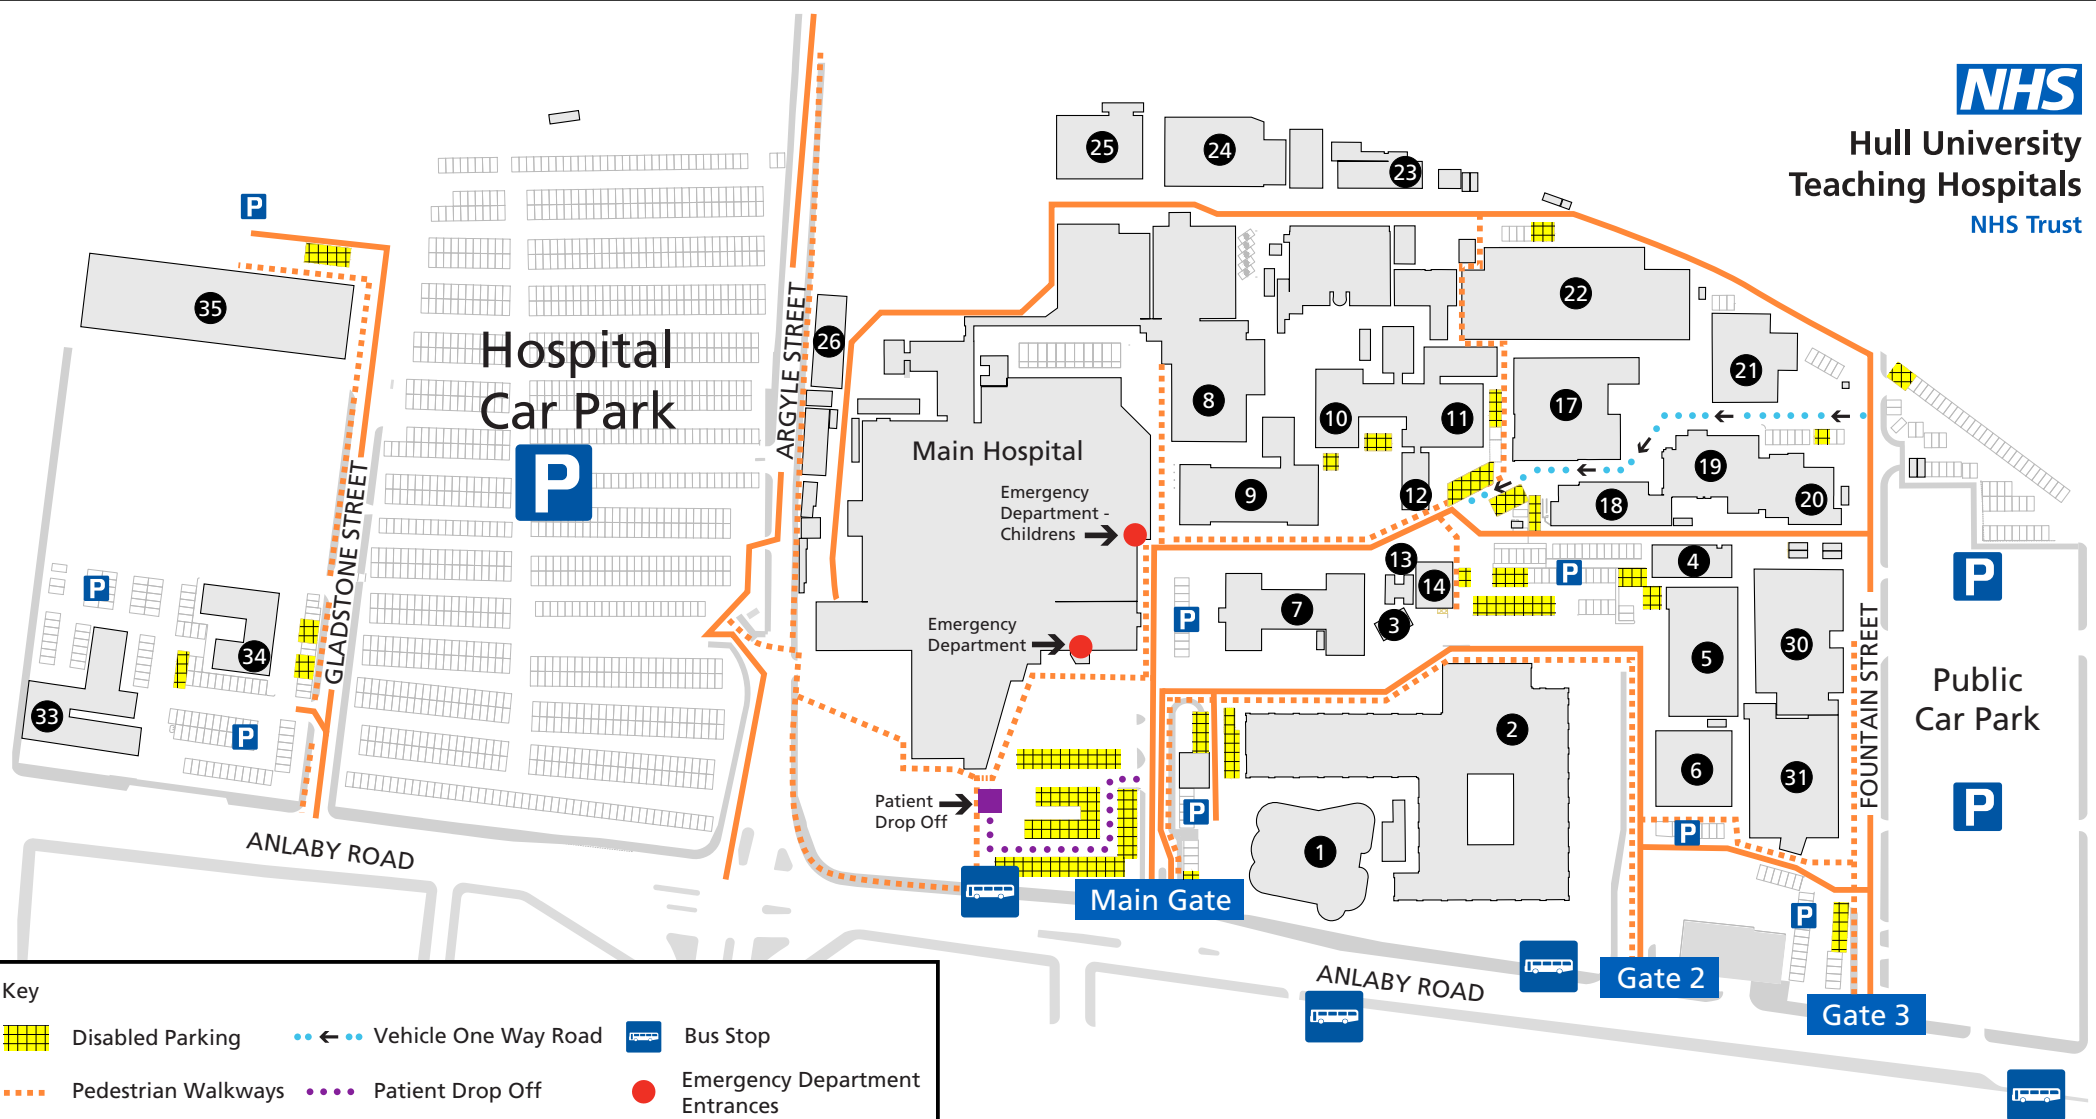 NHS
Hull University
Teaching Hospitals
NHS Trust
25
24
23
P
35
22
Hospital
Car Park
P
ARGYLE STREET
26
21
8
10
11
17
Main Hospital
Emergency
Department -
Childrens
9
12
19
18
20
GLADSTONE STREET
P
13
14
4
P
P
P
7
3
Emergency
Department
34
5
30
FOUNTAIN STREET
Public
Car Park
33
P
2
6
31
P
Patient
Drop Off
P
P
1
ANLABY ROAD
Main Gate
P
ANLABY ROAD
Gate 2
Gate 3
Key
Disabled Parking
Vehicle One Way Road
Bus Stop
Pedestrian Walkways
Patient Drop Off
Emergency Department
Entrances